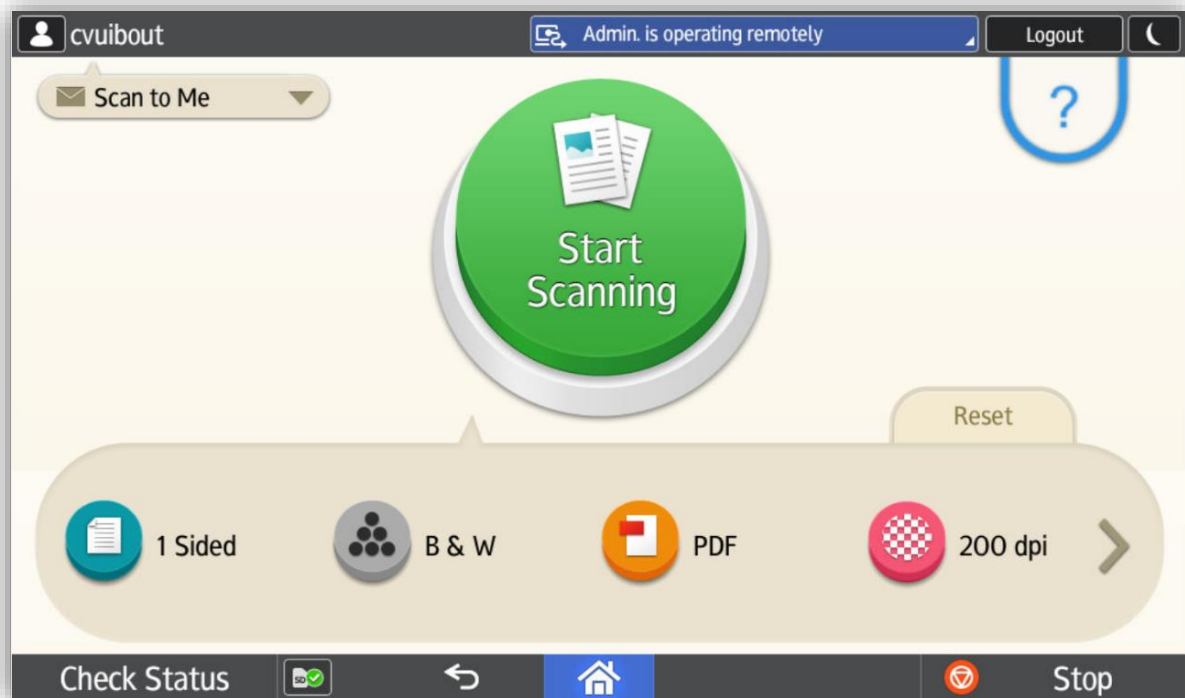 cvuibout
Admin. is operating remotely
Logout
Scan to Me
?
Start
Scanning
Reset
1 Sided
B & W
PDF
200 dpi
Check Status
SD
Stop